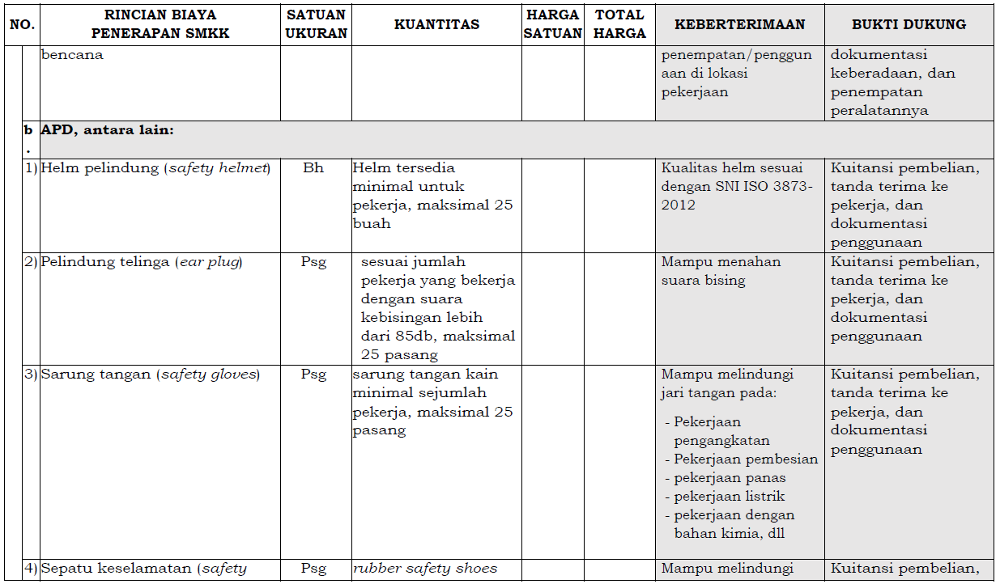 NO.
RINCIAN BIAYA
PENERAPAN SMKK
SATUAN
UKURAN
KUANTITAS
HARGA
SATUAN
TOTAL
HARGA
KEBERTERIMAAN
BUKTI DUKUNG
bencana
penempatan/penggun
aan di lokasi
pekerjaan
dokumentasi
keberadaan, dan
penempatan
peralatannya
b
.
APD, antara lain:
1)
Helm pelindung (safety helmet)
Bh
Helm tersedia
minimal untuk
pekerja, maksimal 25
buah
Kualitas helm sesuai
dengan SNI ISO 3873-
2012
Kuitansi pembelian,
tanda terima ke
pekerja, dan
dokumentasi
penggunaan
2)
Pelindung telinga (ear plug)
Psg
sesuai jumlah
pekerja yang bekerja
dengan suara
kebisingan lebih
dari 85db, maksimal
25 pasang
Mampu menahan
suara bising
Kuitansi pembelian,
tanda terima ke
pekerja, dan
dokumentasi
penggunaan
3)
Sarung tangan (safety gloves)
Psg
sarung tangan kain
minimal sejumlah
pekerja, maksimal 25
pasang
Mampu melindungi
jari tangan pada:
- Pekerjaan
pengangkatan
- Pekerjaan pembesian
- pekerjaan panas
- pekerjaan listrik
- pekerjaan dengan
bahan kimia, dll
Kuitansi pembelian,
tanda terima ke
pekerja, dan
dokumentasi
penggunaan
4)
Sepatu keselamatan (safety
Psg
rubber safety shoes
Mampu melindungi
Kuitansi pembelian,